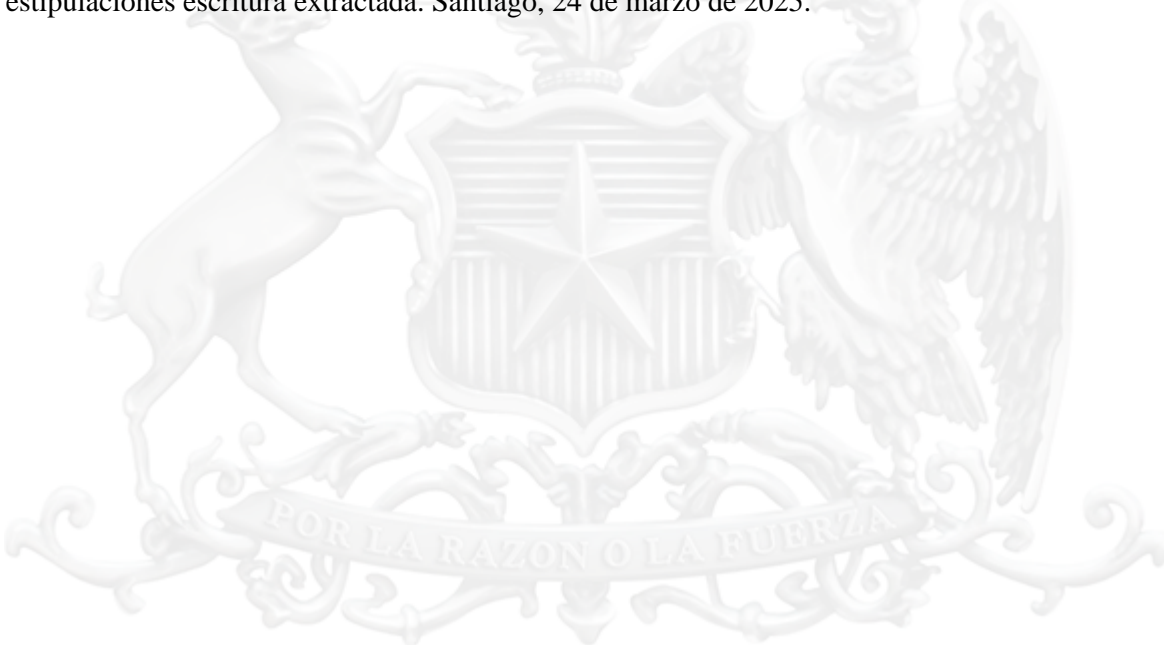 estipulaciones escritura extractada. Santiago, 24 de marzo de 2025.
POR LA RAZON O LA FUERZA